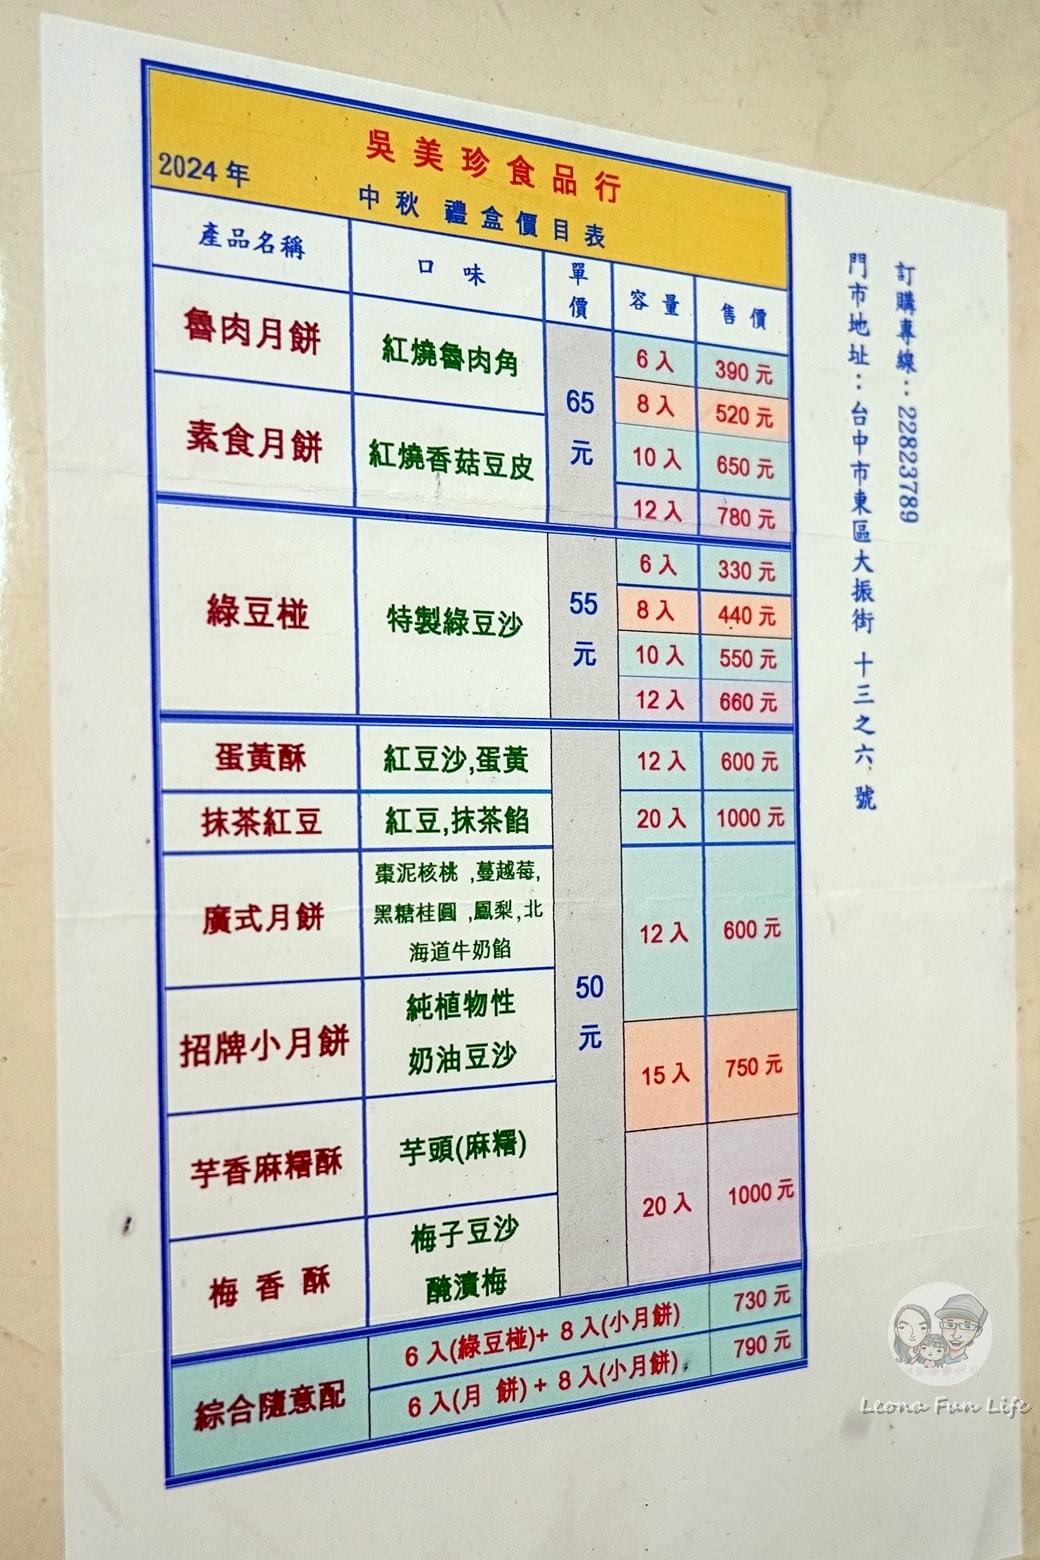 吳美珍食品行
2024年
中秋 禮盒價目表
產品名稱
口 味
單價
容量
售價
魯肉月餅
紅燒魯肉角
素食月餅
紅燒香菇豆皮
65元
6入
390元
8入
520元
10入
650元
12入
780元
綠豆椪
特製綠豆沙
55元
6入
330元
8入
440元
10入
550元
12入
660元
蛋黃酥
紅豆沙,蛋黃
抹茶紅豆
紅豆,抹茶餡
廣式月餅
棗泥核桃 ,蔓越莓,
黑糖桂圓 ,鳳梨,北
海道牛奶餡
招牌小月餅
純植物性
奶油豆沙
芋香麻糬酥
芋頭(麻糬)
梅香酥
梅子豆沙
醃漬梅
50元
12入
600元
20入
1000元
12入
600元
15入
750元
20入
1000元
綜合隨意配
6入(綠豆椪)+ 8入(小月餅)
730元
6入(月 餅) + 8入(小月餅)
790元
訂購專線：22823789
門市地址：台中市東區大振街 十三之六號
Leona Fun Life